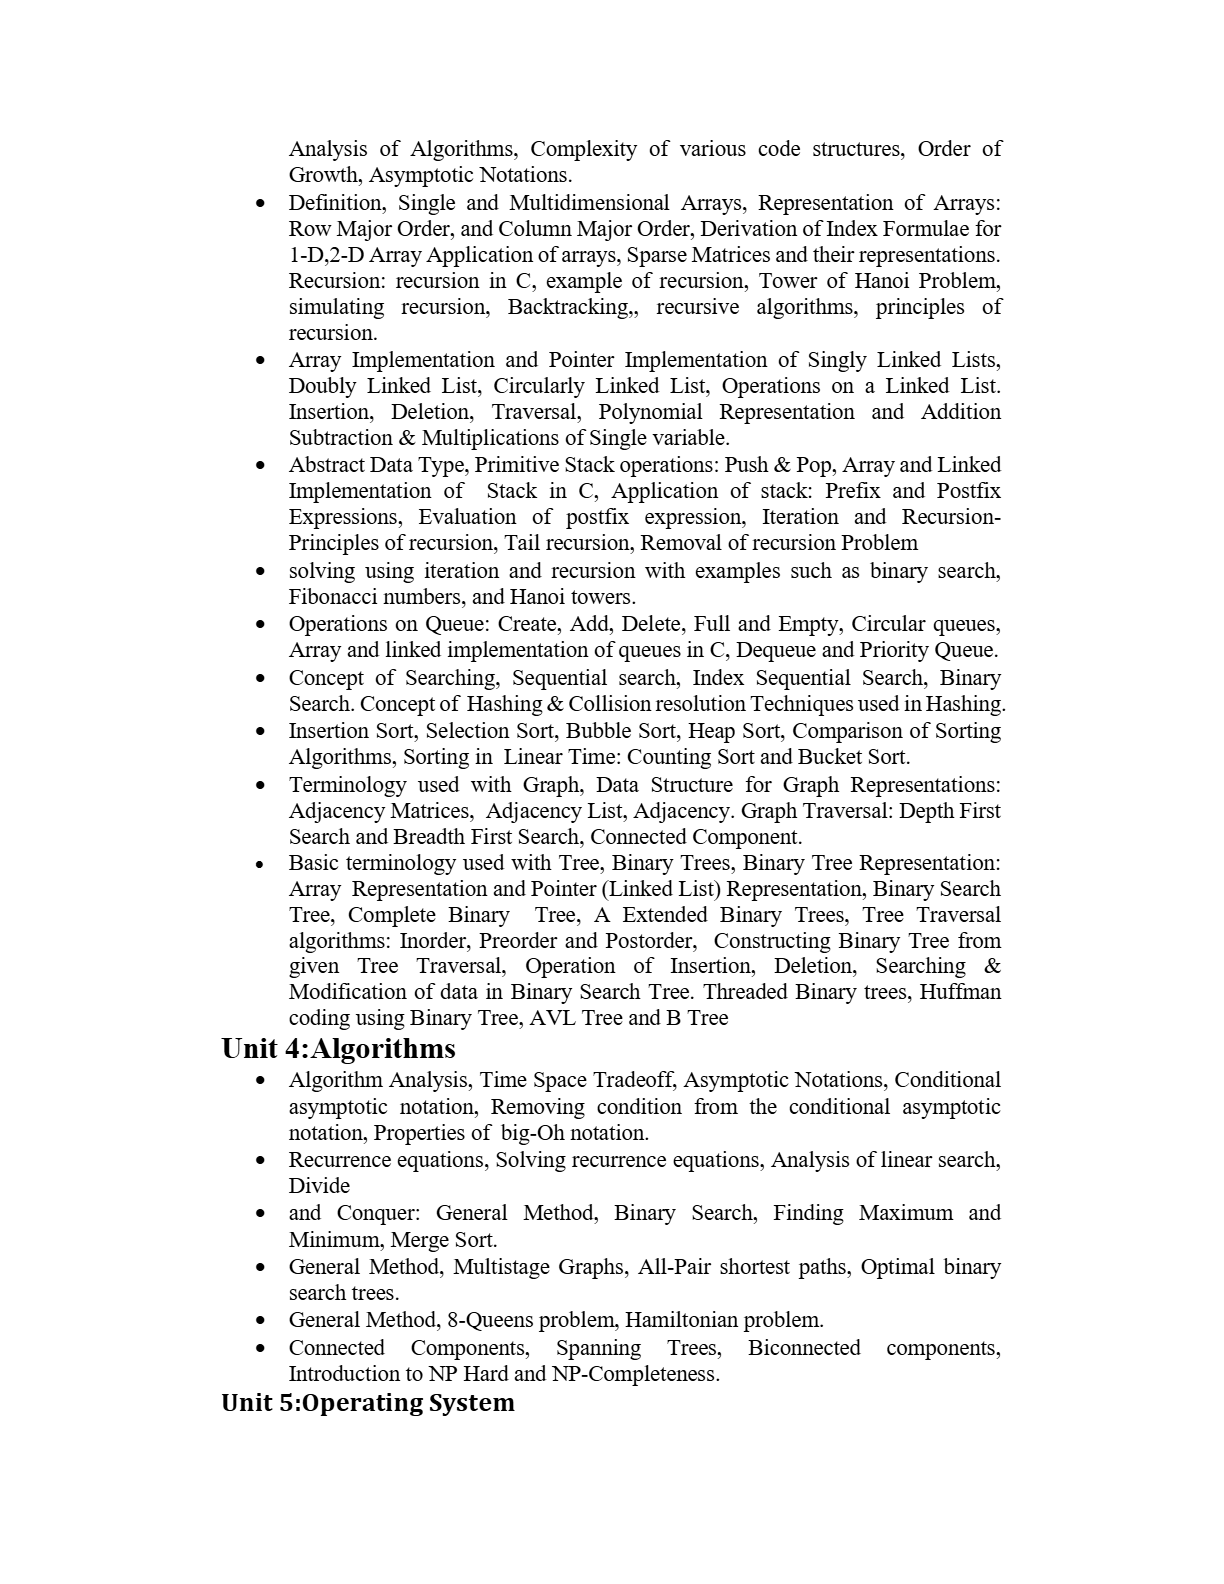 Analysis of Algorithms, Complexity of various code structures, Order of
Growth, Asymptotic Notations.
• Definition, Single and Multidimensional Arrays, Representation of Arrays:
Row Major Order, and Column Major Order, Derivation of Index Formulae for
1-D,2-D Array Application of arrays, Sparse Matrices and their representations.
Recursion: recursion in C, example of recursion, Tower of Hanoi Problem,
simulating recursion, Backtracking,, recursive algorithms, principles of
recursion.
• Array Implementation and Pointer Implementation of Singly Linked Lists,
Doubly Linked List, Circularly Linked List, Operations on a Linked List.
Insertion, Deletion, Traversal, Polynomial Representation and Addition
Subtraction & Multiplications of Single variable.
• Abstract Data Type, Primitive Stack operations: Push & Pop, Array and Linked
Implementation of Stack in C, Application of stack: Prefix and Postfix
Expressions, Evaluation of postfix expression, Iteration and Recursion-
Principles of recursion, Tail recursion, Removal of recursion Problem
• solving using iteration and recursion with examples such as binary search,
Fibonacci numbers, and Hanoi towers.
• Operations on Queue: Create, Add, Delete, Full and Empty, Circular queues,
Array and linked implementation of queues in C, Dequeue and Priority Queue.
• Concept of Searching, Sequential search, Index Sequential Search, Binary
Search. Concept of Hashing & Collision resolution Techniques used in Hashing.
• Insertion Sort, Selection Sort, Bubble Sort, Heap Sort, Comparison of Sorting
Algorithms, Sorting in Linear Time: Counting Sort and Bucket Sort.
• Terminology used with Graph, Data Structure for Graph Representations:
Adjacency Matrices, Adjacency List, Adjacency. Graph Traversal: Depth First
Search and Breadth First Search, Connected Component.
• Basic terminology used with Tree, Binary Trees, Binary Tree Representation:
Array Representation and Pointer (Linked List) Representation, Binary Search
Tree, Complete Binary Tree, A Extended Binary Trees, Tree Traversal
algorithms: Inorder, Preorder and Postorder, Constructing Binary Tree from
given Tree Traversal, Operation of Insertion, Deletion, Searching &
Modification of data in Binary Search Tree. Threaded Binary trees, Huffman
coding using Binary Tree, AVL Tree and B Tree
Unit 4:Algorithms
• Algorithm Analysis, Time Space Tradeoff, Asymptotic Notations, Conditional
asymptotic notation, Removing condition from the conditional asymptotic
notation, Properties of big-Oh notation.
• Recurrence equations, Solving recurrence equations, Analysis of linear search,
Divide
• and Conquer: General Method, Binary Search, Finding Maximum and
Minimum, Merge Sort.
• General Method, Multistage Graphs, All-Pair shortest paths, Optimal binary
search trees.
• General Method, 8-Queens problem, Hamiltonian problem.
• Connected Components, Spanning Trees, Biconnected components,
Introduction to NP Hard and NP-Completeness.
Unit 5:Operating System